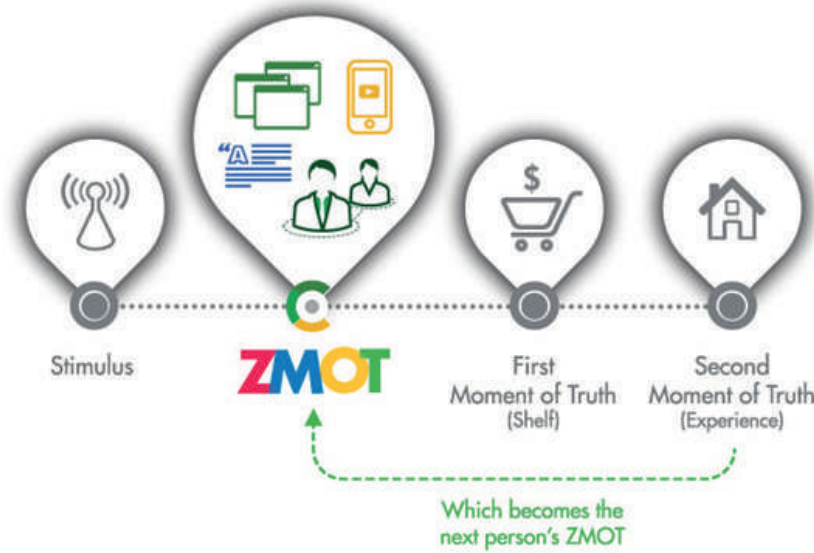 “A
$
Stimulus
ZMOT
First
Moment of Truth
(Shelf)
Second
Moment of Truth
(Experience)
Which becomes the
next person's ZMOT